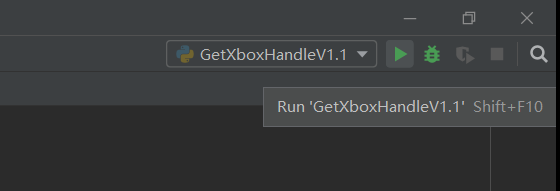 GetXboxHandleV1.1
Run 'GetXboxHandleV1.1' Shift+F10